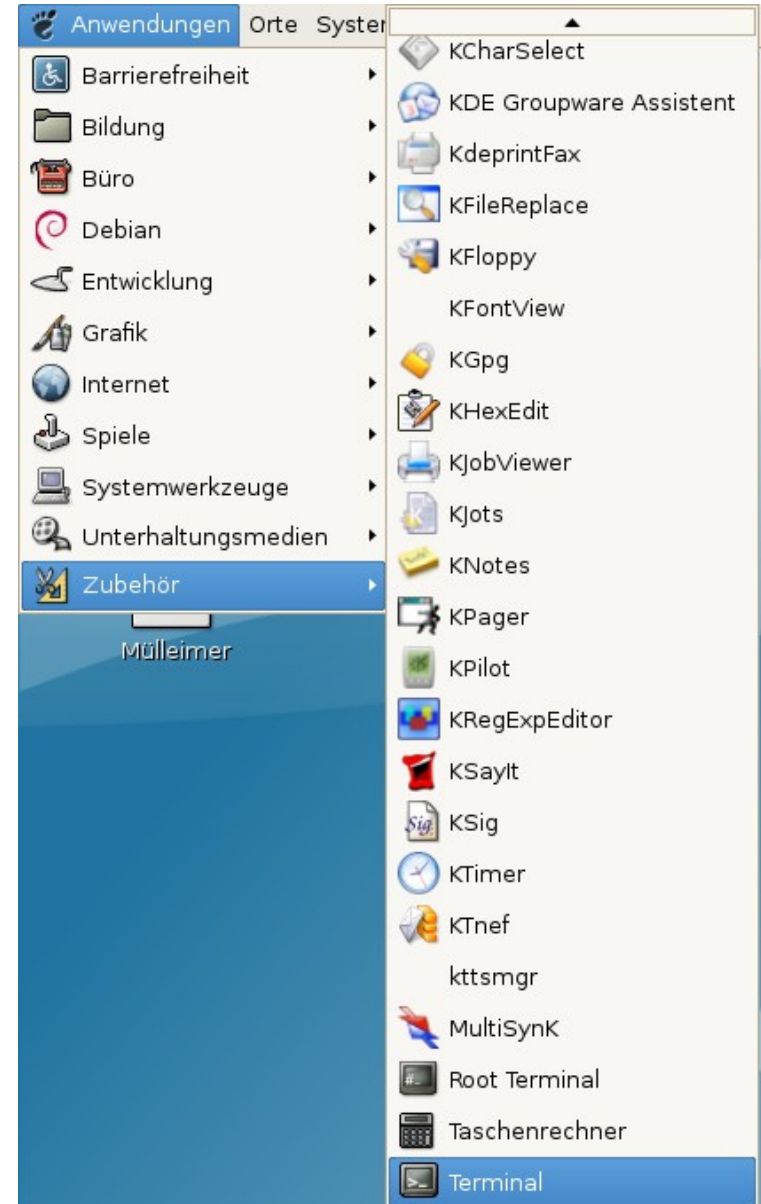 Anwendungen Orte System
Barrierefreiheit
Bildung
Büro
Debian
Entwicklung
Grafik
Internet
Spiele
Systemwerkzeuge
Unterhaltungsmedien
Zubehör
Mülleimer
KCharSelect
KDE Groupware Assistent
KdeprintFax
KFileReplace
KFloppy
KFontView
KGpg
KHexEdit
KJobViewer
KJots
KNotes
KPager
KPilot
KRegExpEditor
KSayIt
KSig
KTimer
KTnef
kttsmgr
MultiSynK
Root Terminal
Taschenrechner
Terminal